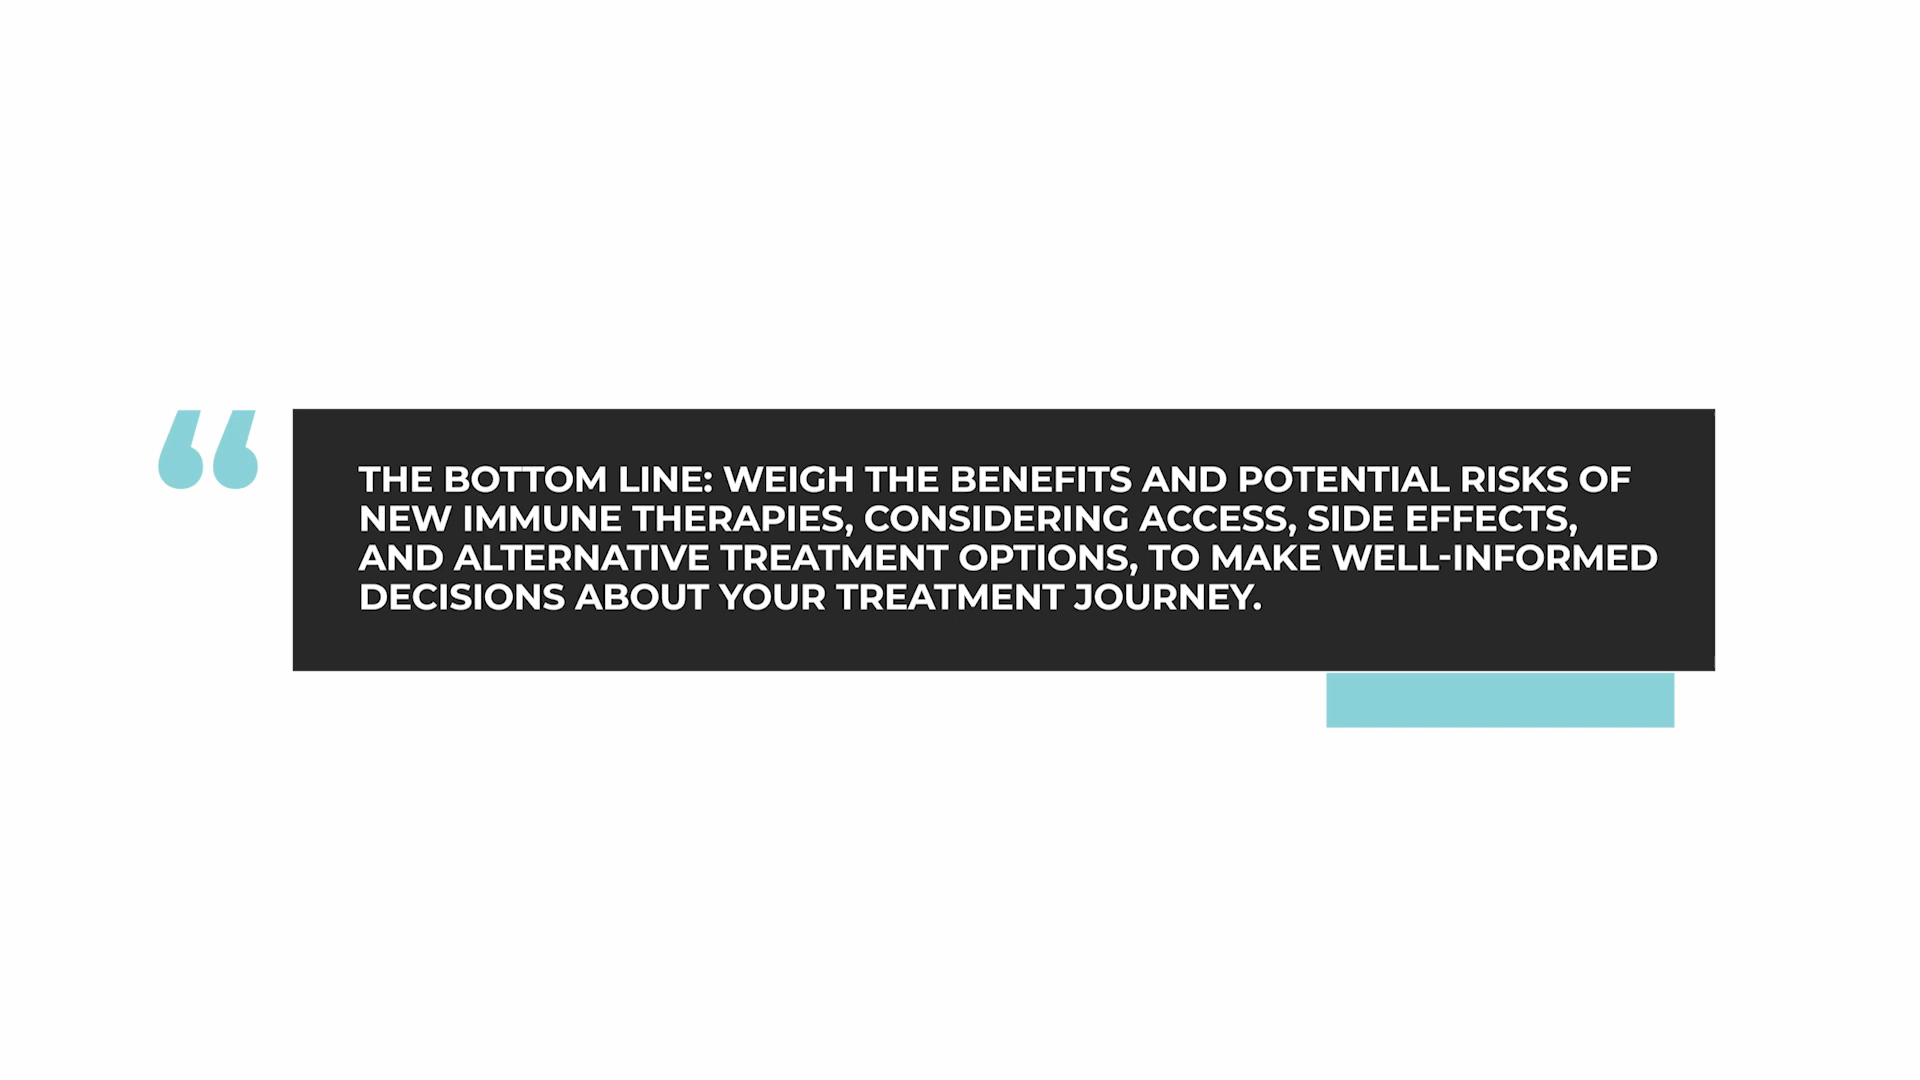 “
THE BOTTOM LINE: WEIGH THE BENEFITS AND POTENTIAL RISKS OF
NEW IMMUNE THERAPIES, CONSIDERING ACCESS, SIDE EFFECTS,
AND ALTERNATIVE TREATMENT OPTIONS, TO MAKE WELL-INFORMED
DECISIONS ABOUT YOUR TREATMENT JOURNEY.